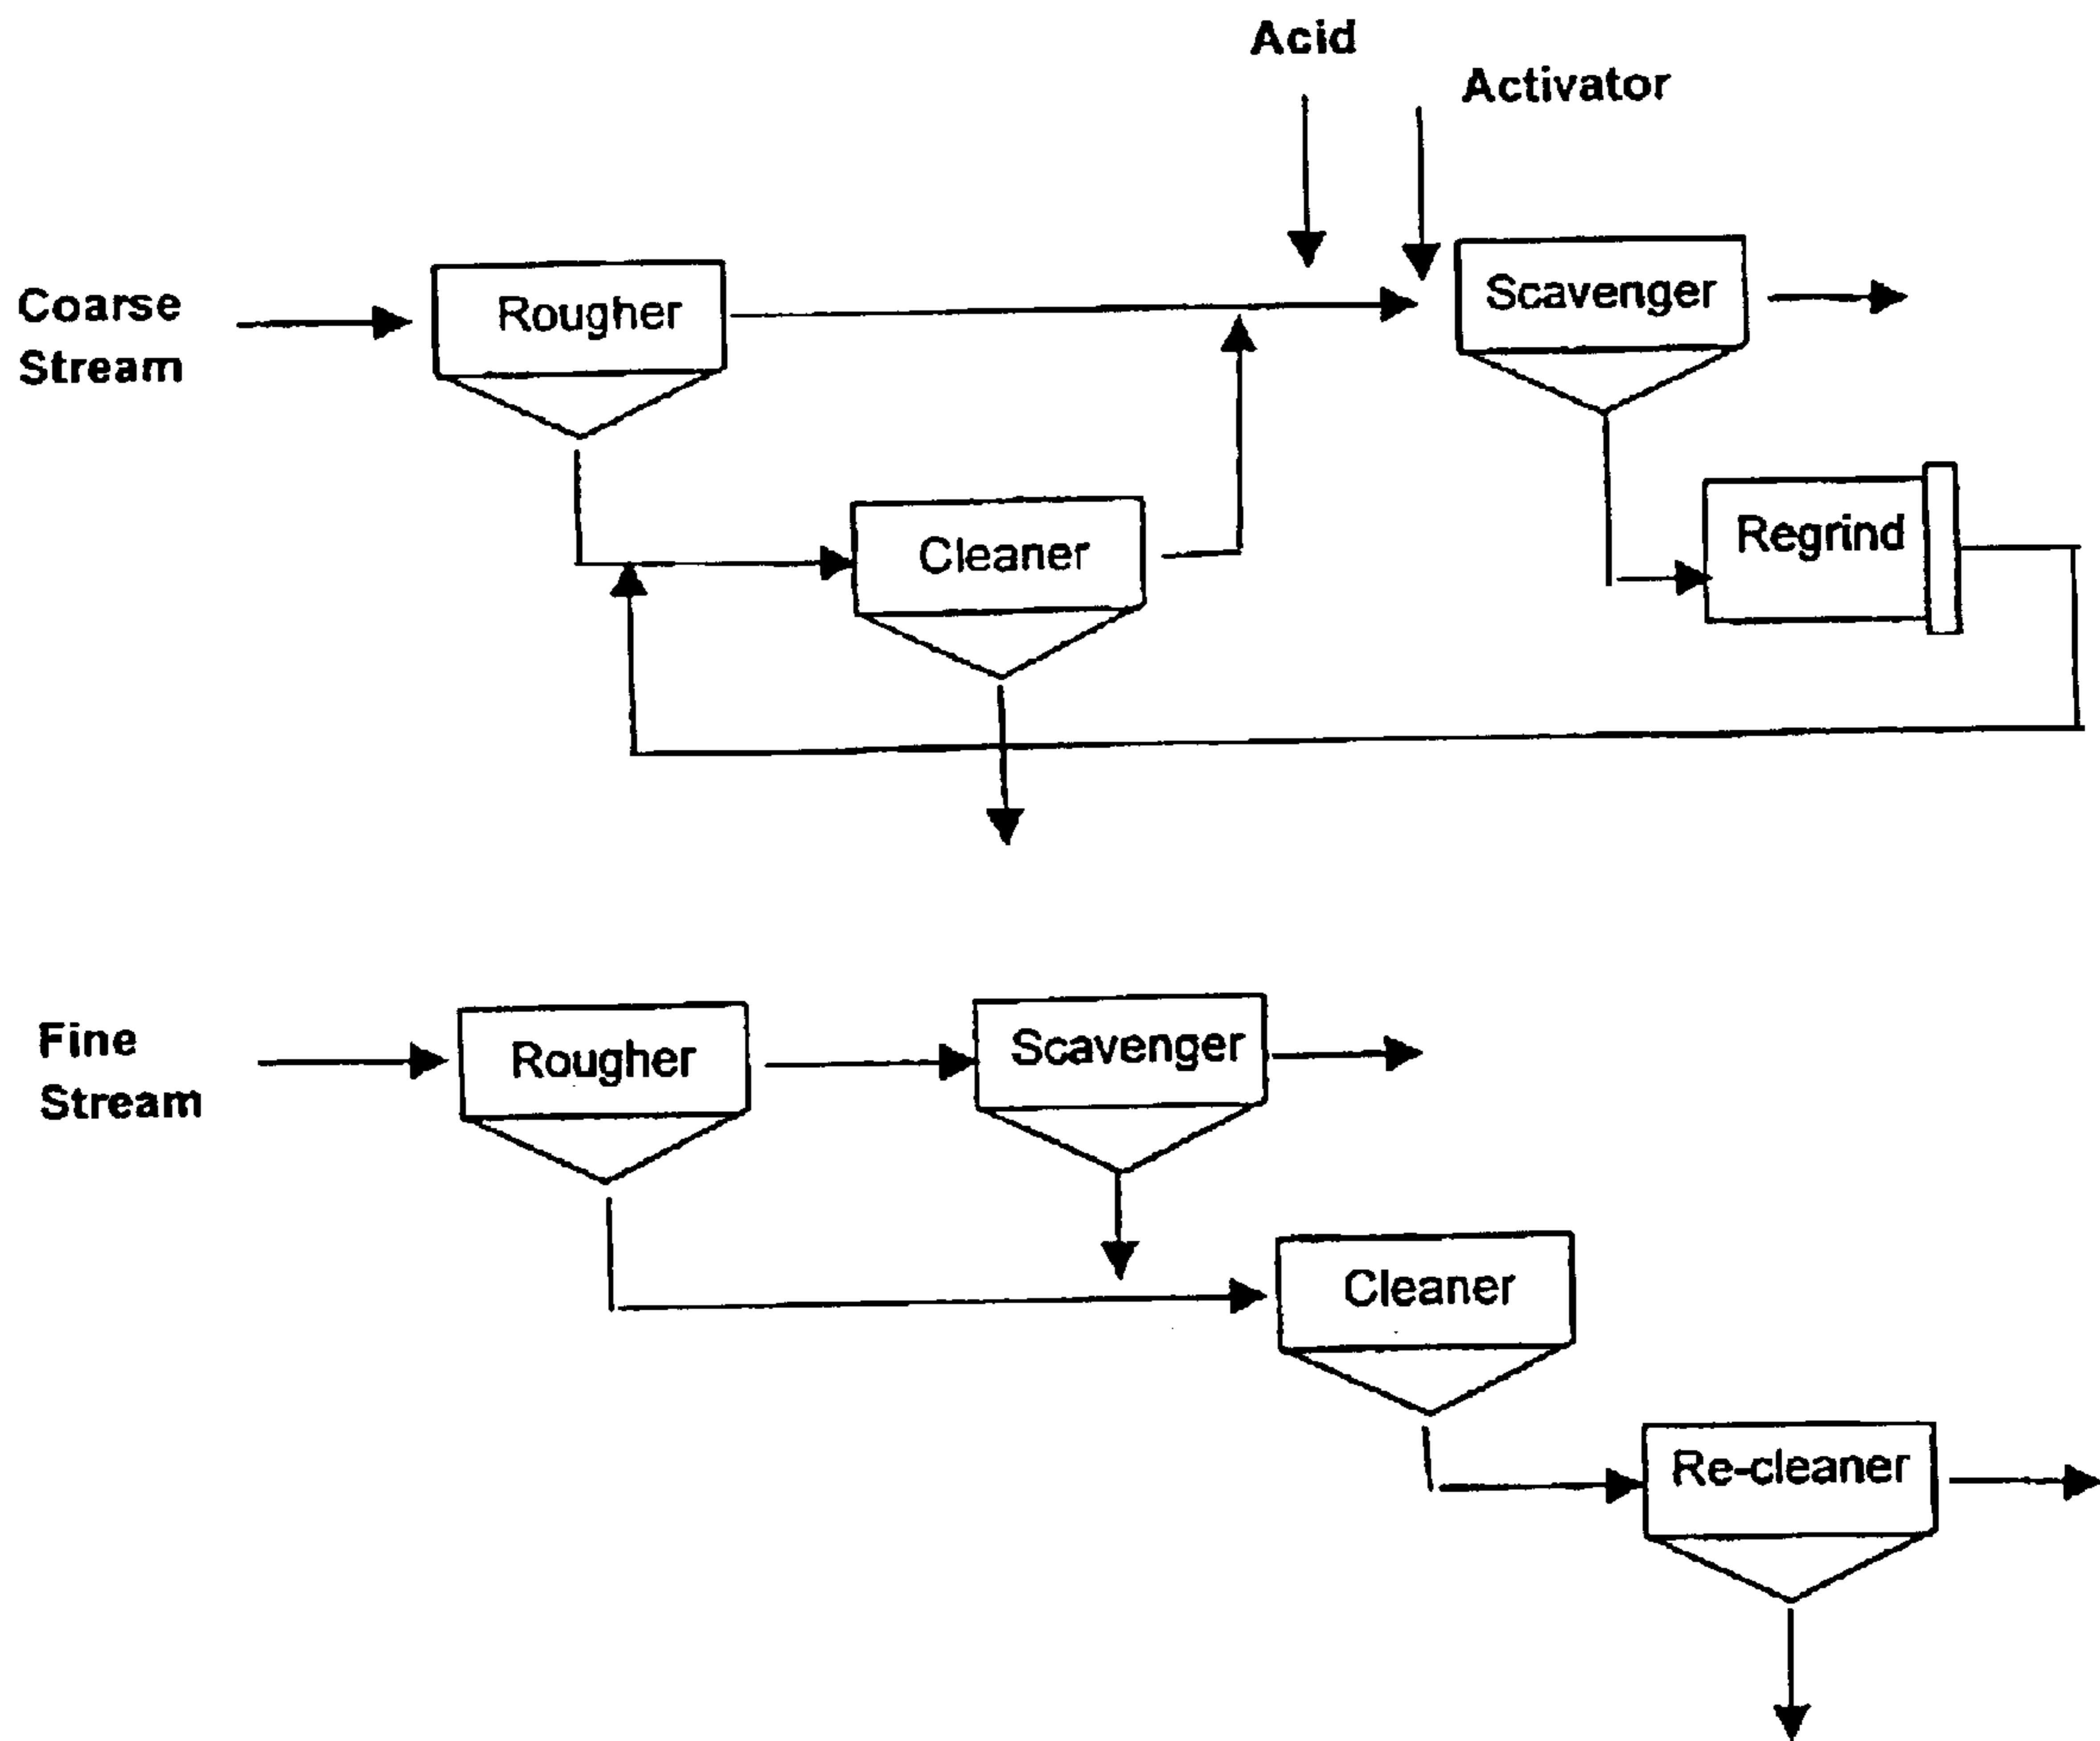 Acid
Activator
Coarse
Stream
Rougher
Scavenger
Cleaner
Regrind
Fine
Stream
Rougher
Scavenger
Cleaner
Re-cleaner